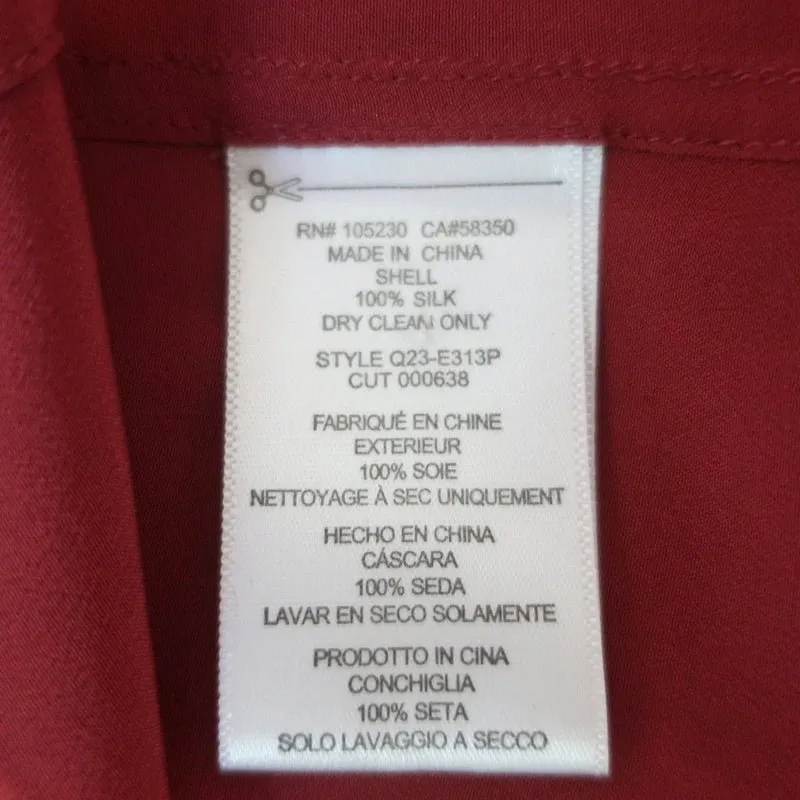 RN# 105230 CA#58350
MADE IN CHINA
SHELL
100% SILK
DRY CLEAN ONLY
STYLE Q23-E313P
CUT 000638
FABRIQUÉ EN CHINE
EXTERIEUR
100% SOIE
NETTOYAGE À SEC UNIQUEMENT
HECHO EN CHINA
CÁSCARA
100% SEDA
LAVAR EN SECO SOLAMENTE
PRODOTTO IN CINA
CONCHIGLIA
100% SETA
SOLO LAVAGGIO A SECCO